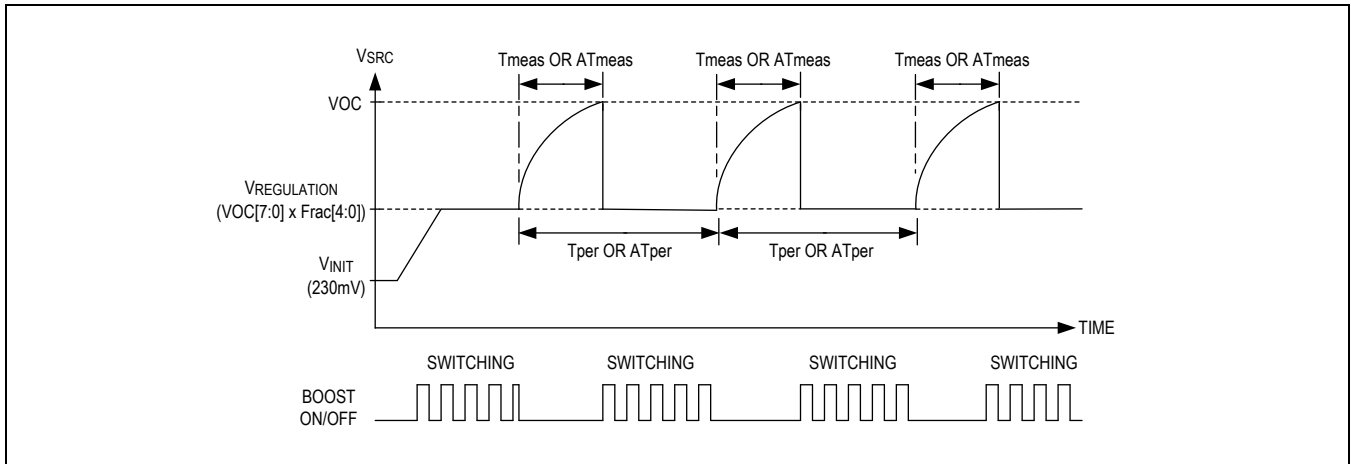 VSRC
Tmeas OR ATmeas
Tmeas OR ATmeas
Tmeas OR ATmeas
VOC
VREGULATION
(VOC[7:0] x Frac[4:0])
Tper OR ATper
Tper OR ATper
VINIT
(230mV)
TIME
SWITCHING
SWITCHING
SWITCHING
SWITCHING
BOOST
ON/OFF